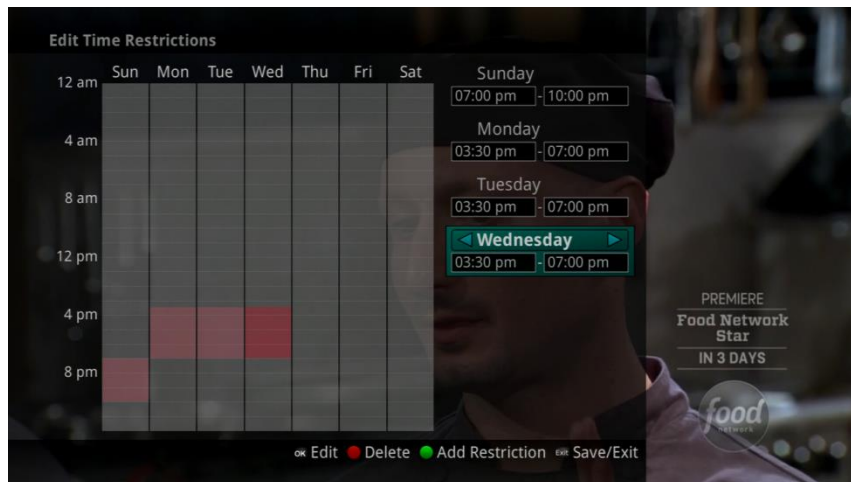 Edit Time Restrictions
Sun Mon Tue Wed Thu Fri Sat
12 am
4 am
8 am
12 pm
4 pm
8 pm
Sunday
07:00 pm - 10:00 pm
Monday
03:30 pm - 07:00 pm
Tuesday
03:30 pm - 07:00 pm
Wednesday
03:30 pm - 07:00 pm
PREMIERE
Food Network
Star
IN 3 DAYS
food
network
OK Edit Delete Add Restriction Exit Save/Exit